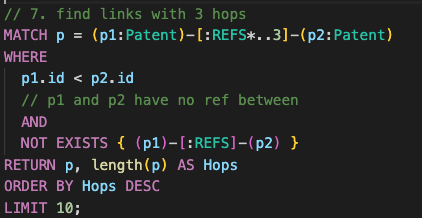 // 7. find links with 3 hops
MATCH p = (p1:Patent)-[:REFS*..3]-(p2:Patent)
WHERE
  p1.id < p2.id
  // p1 and p2 have no ref between
  AND
  NOT EXISTS { (p1)-[:REFS]-(p2) }
RETURN p, length(p) AS Hops
ORDER BY Hops DESC
LIMIT 10;